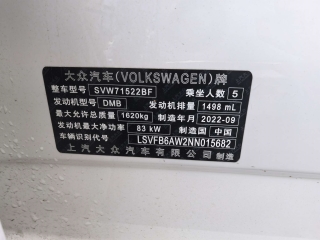 大众汽车(VOLKSWAGEN)牌
整车型号 SVW71522BF 乘坐人数 5
发动机型号 DMB 发动机排量 1498 mL
最大允许总质量 1620kg 制造年月 2022-09
发动机最大净功率 83 kW 制造国 中国
车辆识别代号 LSVFB6AW2NN015682
上汽大众汽车有限公司 制造